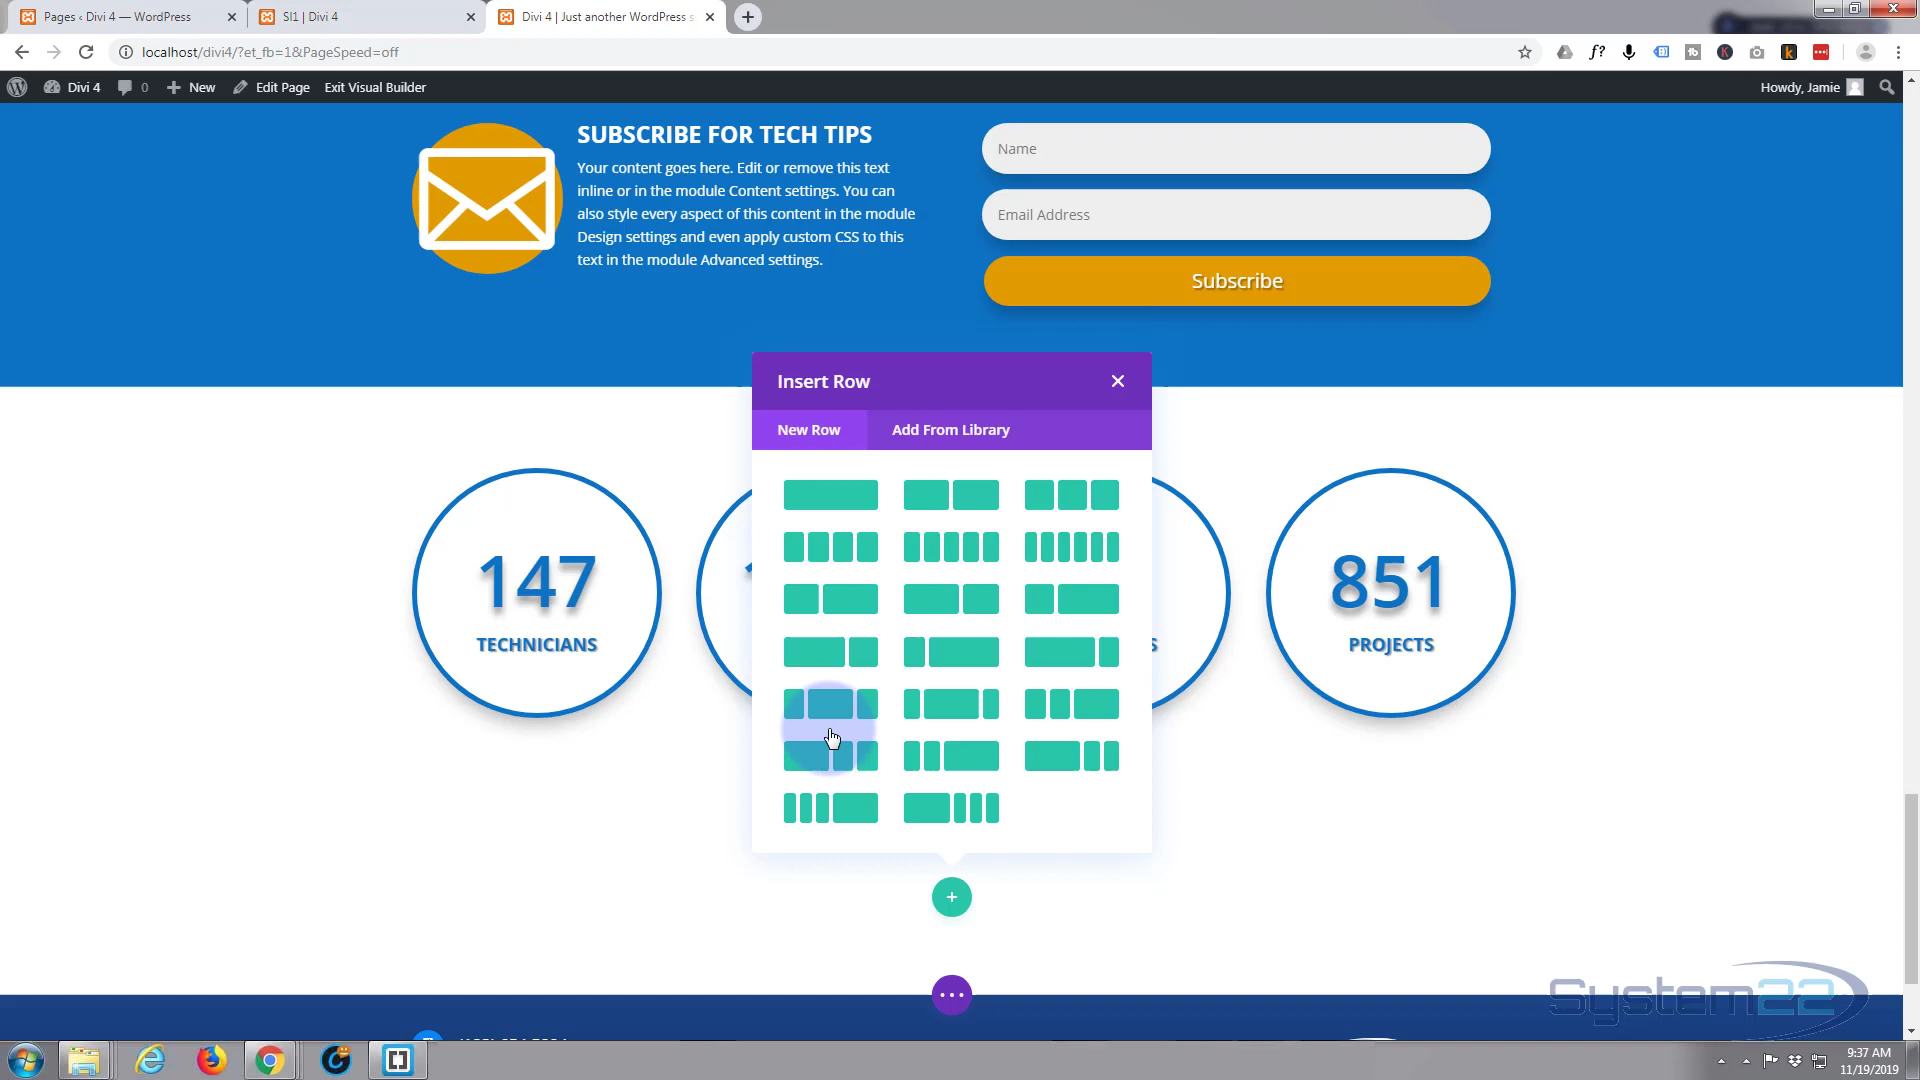 Pages ‹ Divi 4 — WordPress
SI1 | Divi 4
Divi 4 | Just another WordPress s
localhost/divi4/?et_fb=1&PageSpeed=off
f?
Divi 4
0
New
Edit Page
Exit Visual Builder
Howdy, Jamie
SUBSCRIBE FOR TECH TIPS
Your content goes here. Edit or remove this text
inline or in the module Content settings. You can
also style every aspect of this content in the module
Design settings and even apply custom CSS to this
text in the module Advanced settings.
Name
Email Address
Subscribe
Insert Row
New Row
Add From Library
147
TECHNICIANS
851
PROJECTS
System22
9:37 AM
11/19/2019